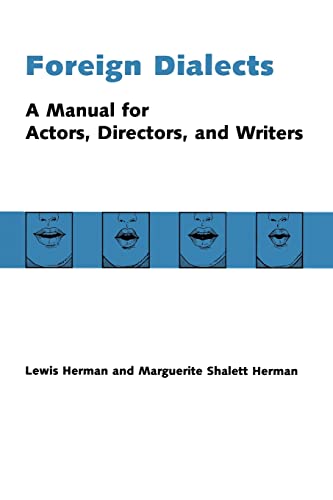 Foreign Dialects
A Manual for
Actors, Directors, and Writers
Lewis Herman and Marguerite Shalett Herman